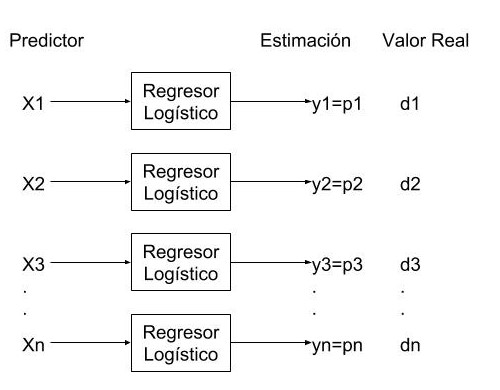 Predictor Estimación Valor Real
X1 Regresor Logístico y1=p1 d1
X2 Regresor Logístico y2=p2 d2
X3 Regresor Logístico y3=p3 d3
. . .
. . .
Xn Regresor Logístico yn=pn dn